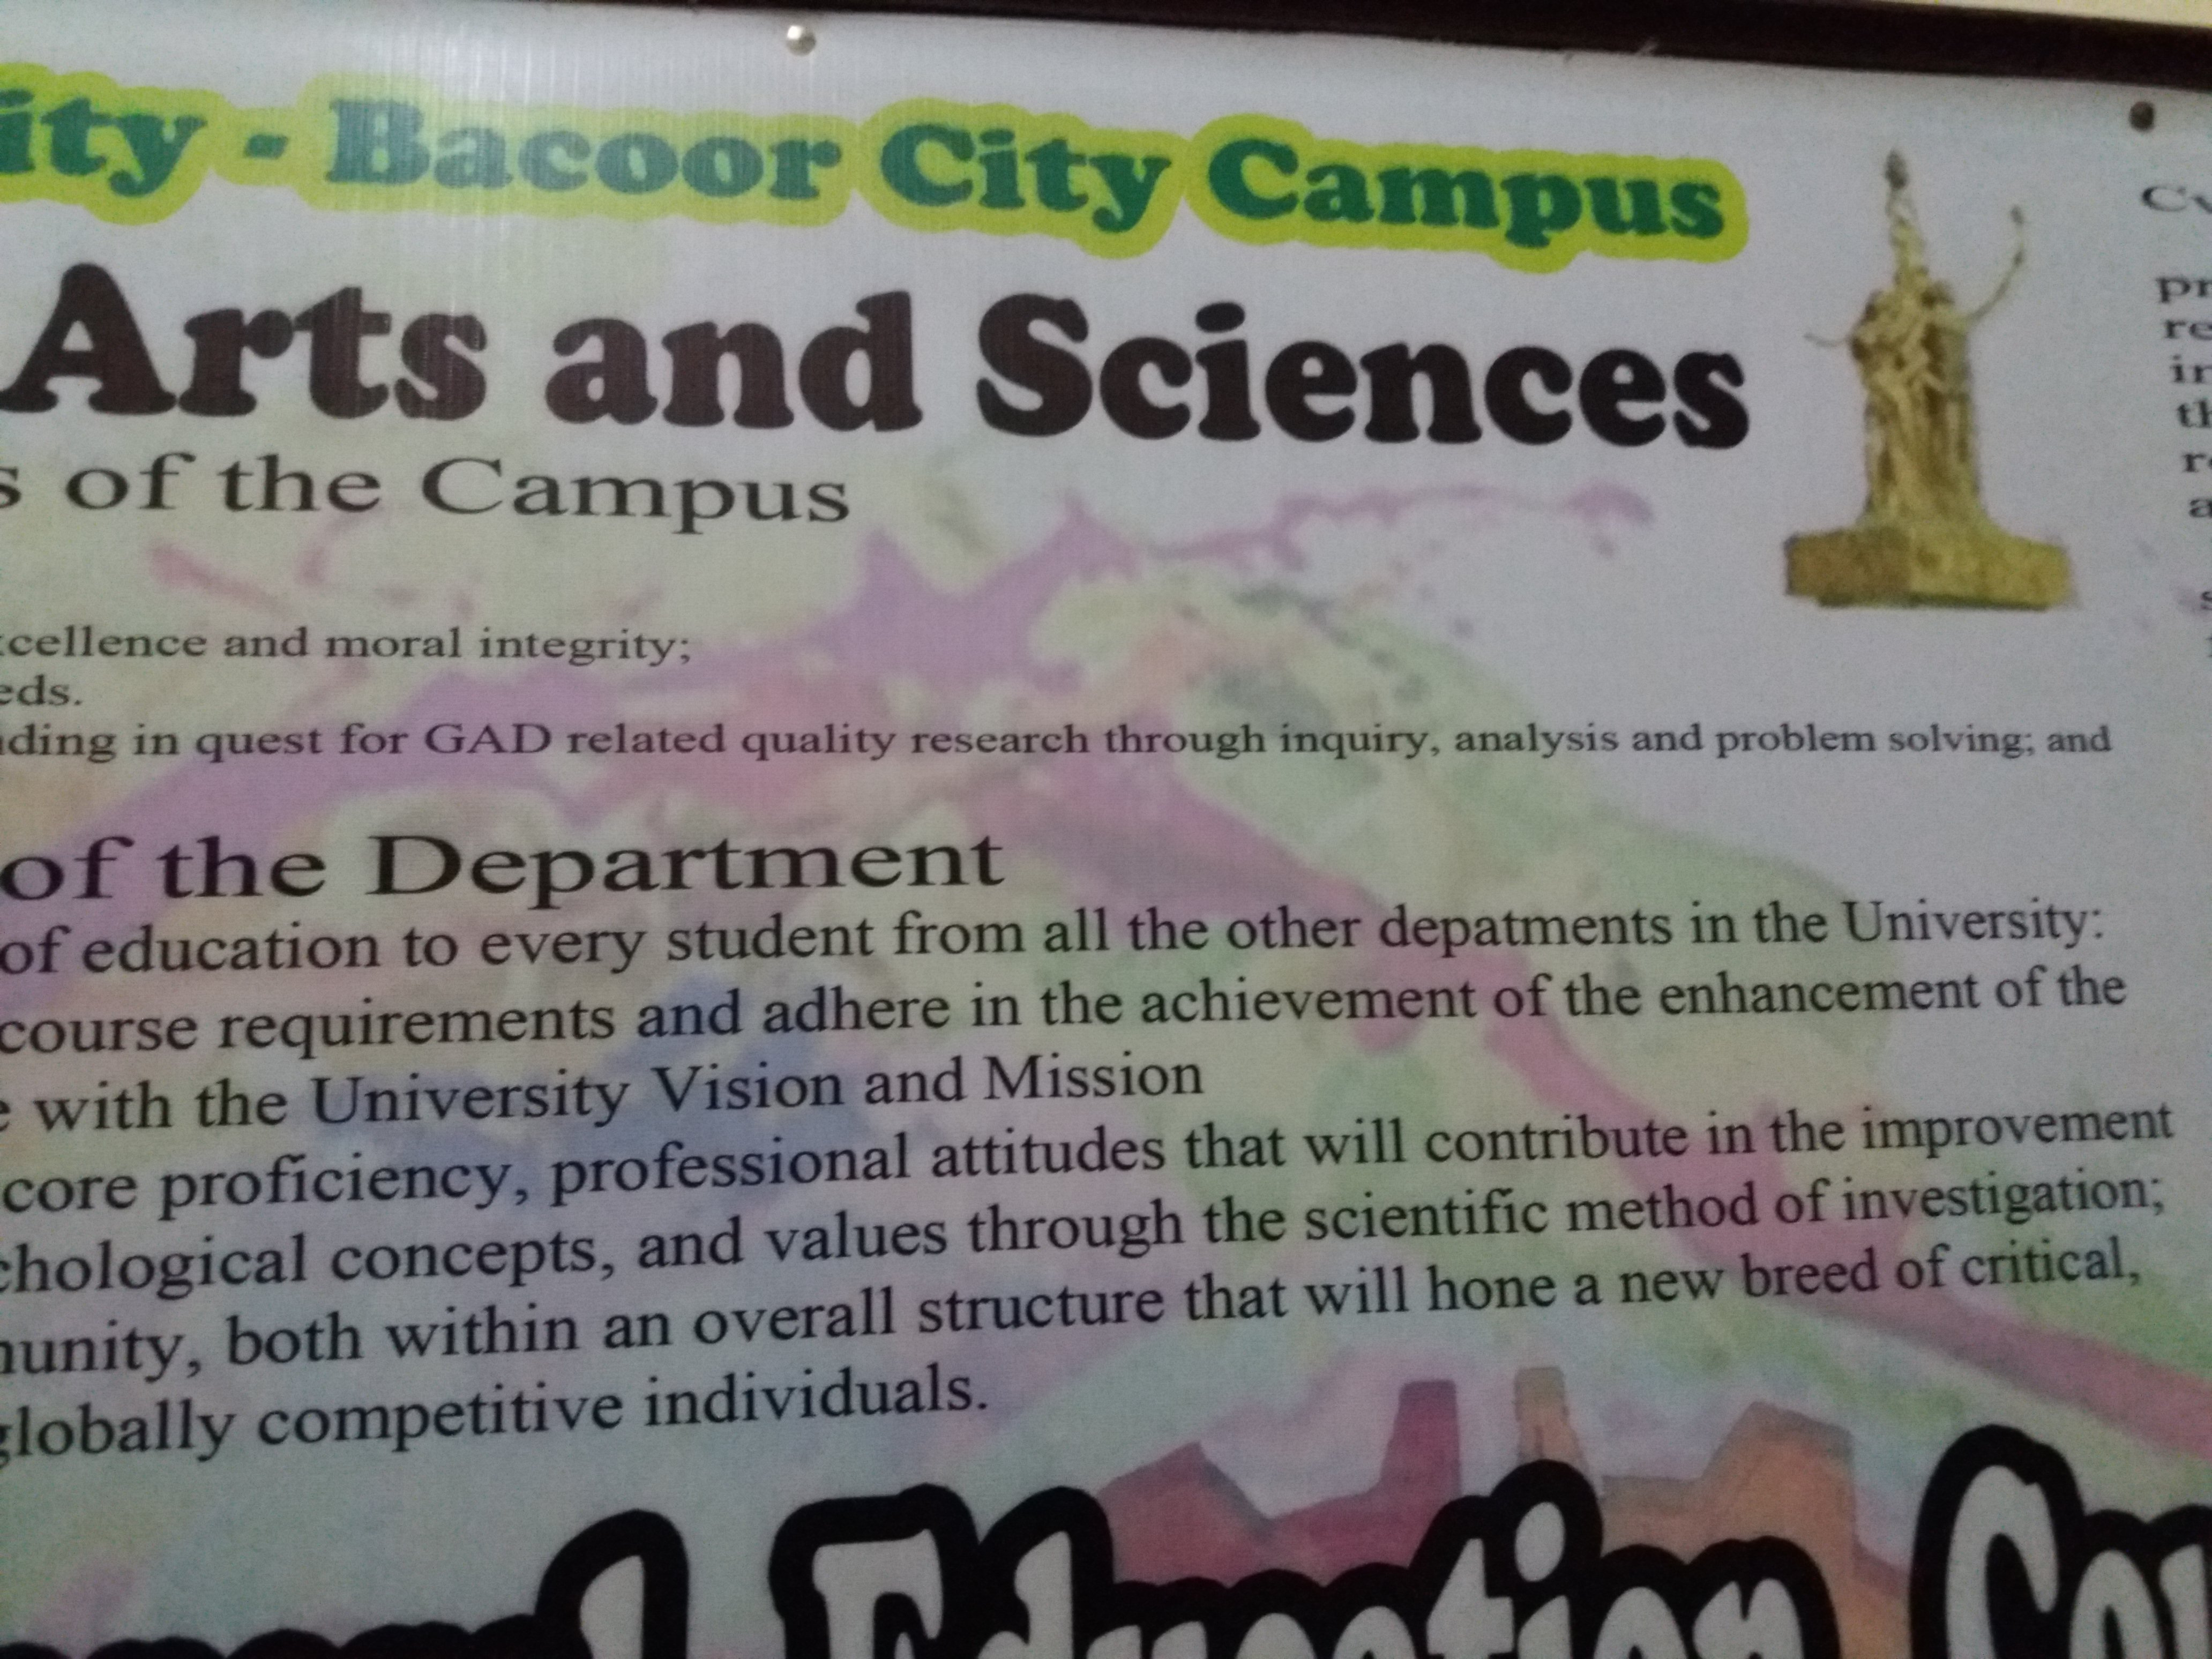 ity - Bacoor City Campus
Arts and Sciences
s of the Campus
xcellence and moral integrity;
eds.
ding in quest for GAD related quality research through inquiry, analysis and problem solving; and
of the Department
of education to every student from all the other depatments in the University:
course requirements and adhere in the achievement of the enhancement of the
e with the University Vision and Mission
core proficiency, professional attitudes that will contribute in the improvement
chological concepts, and values through the scientific method of investigation;
unity, both within an overall structure that will hone a new breed of critical,
globally competitive individuals.
Education
Cv
pr
re
in
th
re
a